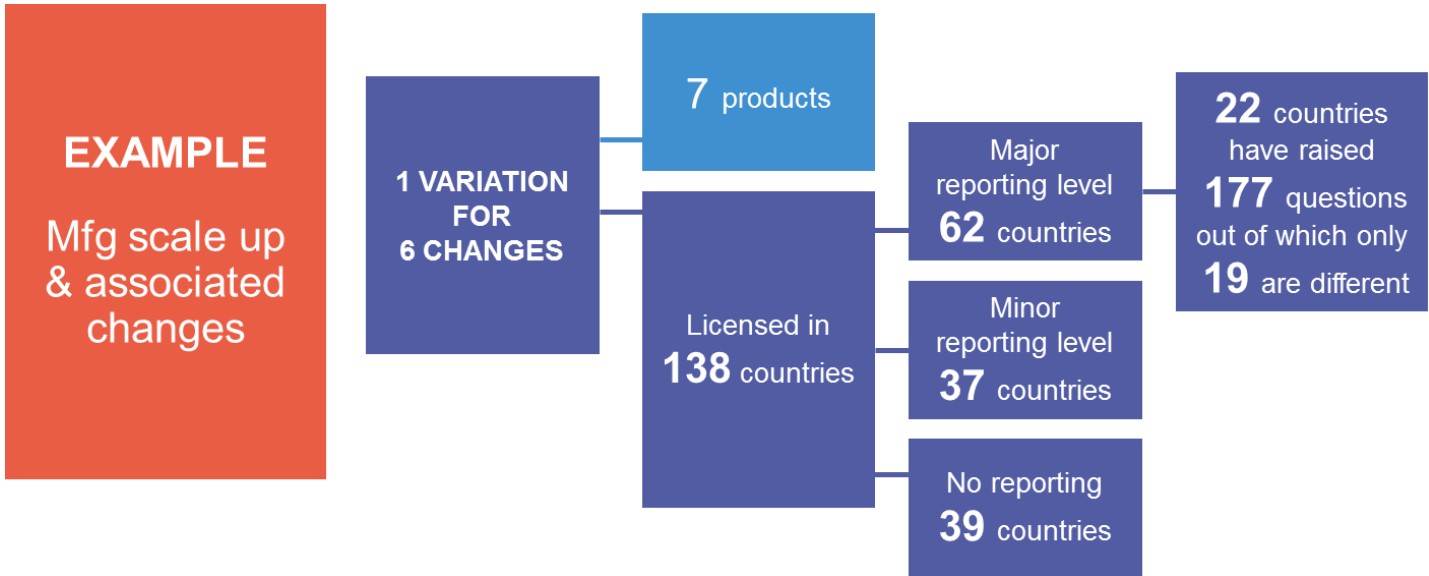 EXAMPLE
Mfg scale up
& associated
changes
1 VARIATION
FOR
6 CHANGES
7 products
Licensed in
138 countries
Major
reporting level
62 countries
Minor
reporting level
37 countries
No reporting
39 countries
22 countries
have raised
177 questions
out of which only
19 are different